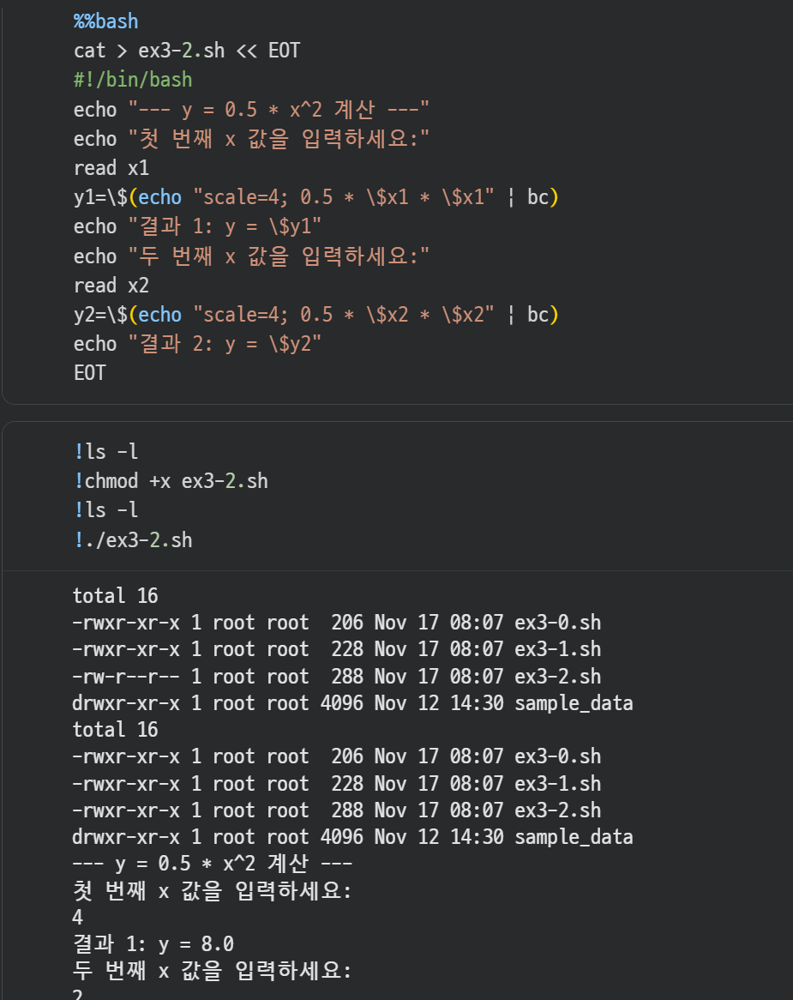 %%bash
cat > ex3-2.sh << EOT
#!/bin/bash
echo "--- y = 0.5 * x^2 계산 ---"
echo "첫 번째 x 값을 입력하세요:"
read x1
y1=\$(echo "scale=4; 0.5 * \$x1 * \$x1" | bc)
echo "결과 1: y = \$y1"
echo "두 번째 x 값을 입력하세요:"
read x2
y2=\$(echo "scale=4; 0.5 * \$x2 * \$x2" | bc)
echo "결과 2: y = \$y2"
EOT
!ls -l
!chmod +x ex3-2.sh
!ls -l
!./ex3-2.sh
total 16
-rwxr-xr-x 1 root root  206 Nov 17 08:07 ex3-0.sh
-rwxr-xr-x 1 root root  228 Nov 17 08:07 ex3-1.sh
-rw-r--r-- 1 root root  288 Nov 17 08:07 ex3-2.sh
drwxr-xr-x 1 root root 4096 Nov 12 14:30 sample_data
total 16
-rwxr-xr-x 1 root root  206 Nov 17 08:07 ex3-0.sh
-rwxr-xr-x 1 root root  228 Nov 17 08:07 ex3-1.sh
-rwxr-xr-x 1 root root  288 Nov 17 08:07 ex3-2.sh
drwxr-xr-x 1 root root 4096 Nov 12 14:30 sample_data
--- y = 0.5 * x^2 계산 ---
첫 번째 x 값을 입력하세요:
4
결과 1: y = 8.0
두 번째 x 값을 입력하세요:
2